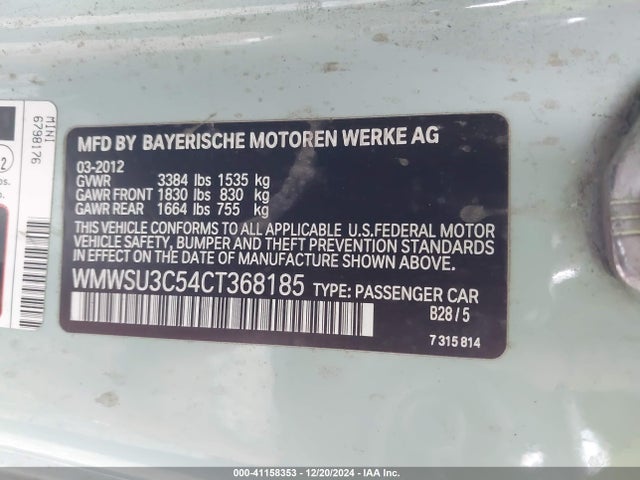 MFD BY BAYERISCHE MOTOREN WERKE AG
03-2012
GVWR 3384 lbs 1535 kg
GAWR FRONT 1830 lbs 830 kg
GAWR REAR 1664 lbs 755 kg
THIS VEHICLE CONFORMS TO ALL APPLICABLE U.S.FEDERAL MOTOR
VEHICLE SAFETY, BUMPER AND THEFT PREVENTION STANDARDS
IN EFFECT ON THE DATE OF MANUFACTURE SHOWN ABOVE.
WMWSU3C54CT368185 TYPE: PASSENGER CAR
B28/5
7 315 814
MINI
6798176
2
os.
kg.
000-41158353 - 12/20/2024 - IAA Inc.